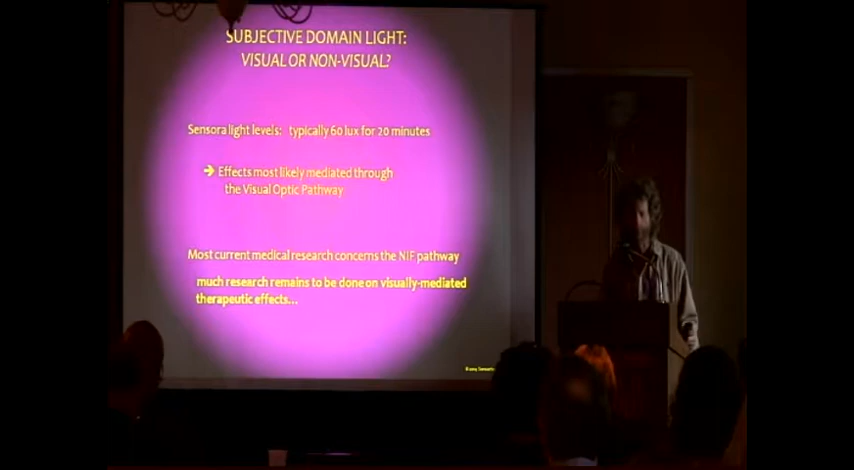 SUBJECTIVE DOMAIN LIGHT:
VISUAL OR NON-VISUAL?
Sensora light levels: typically 60 lux for 20 minutes
➔ Effects most likely mediated through
the Visual Optic Pathway
Most current medical research concerns the NIF pathway
much research remains to be done on visually-mediated
therapeutic effects...